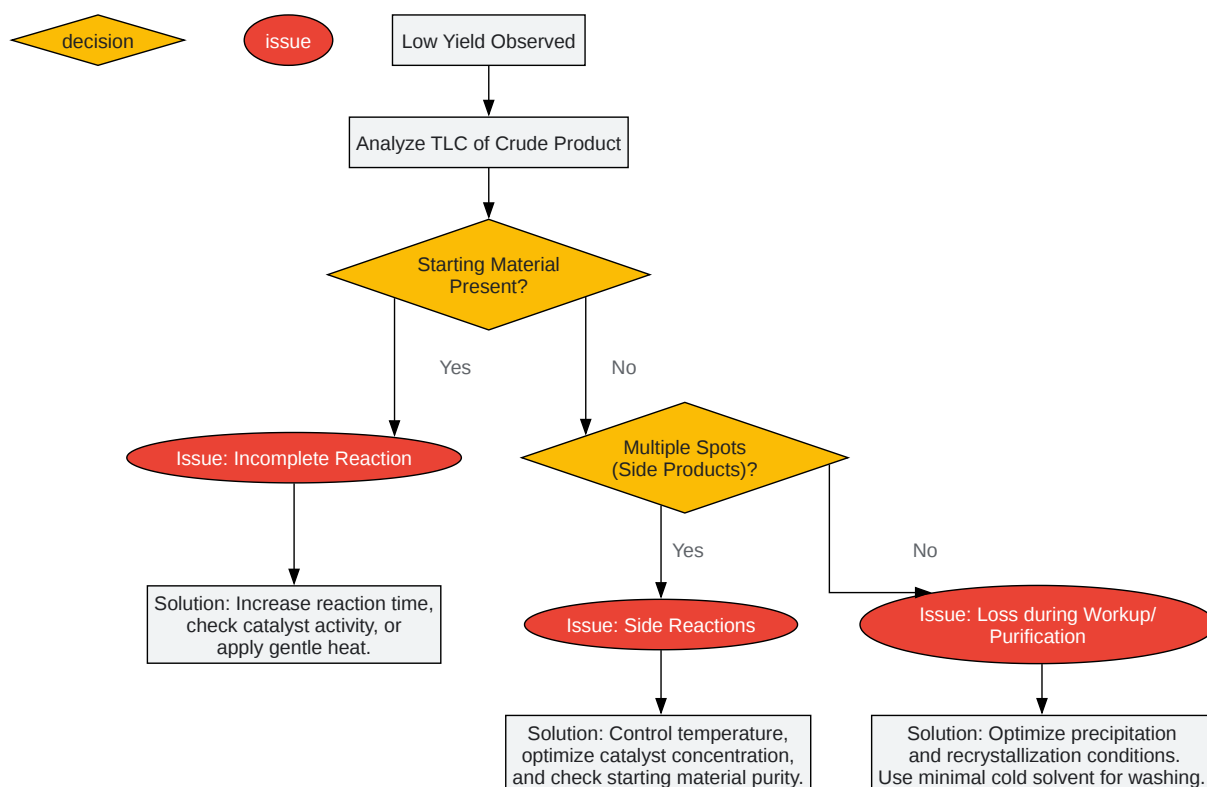 decision
issue
Low Yield Observed
Analyze TLC of Crude Product
Starting Material
Present?
Yes
No
Issue: Incomplete Reaction
Multiple Spots
(Side Products)?
Yes
No
Solution: Increase reaction time,
check catalyst activity, or
apply gentle heat.
Issue: Side Reactions
Issue: Loss during Workup/
Purification
Solution: Control temperature,
optimize catalyst concentration,
and check starting material purity.
Solution: Optimize precipitation
and recrystallization conditions.
Use minimal cold solvent for washing.